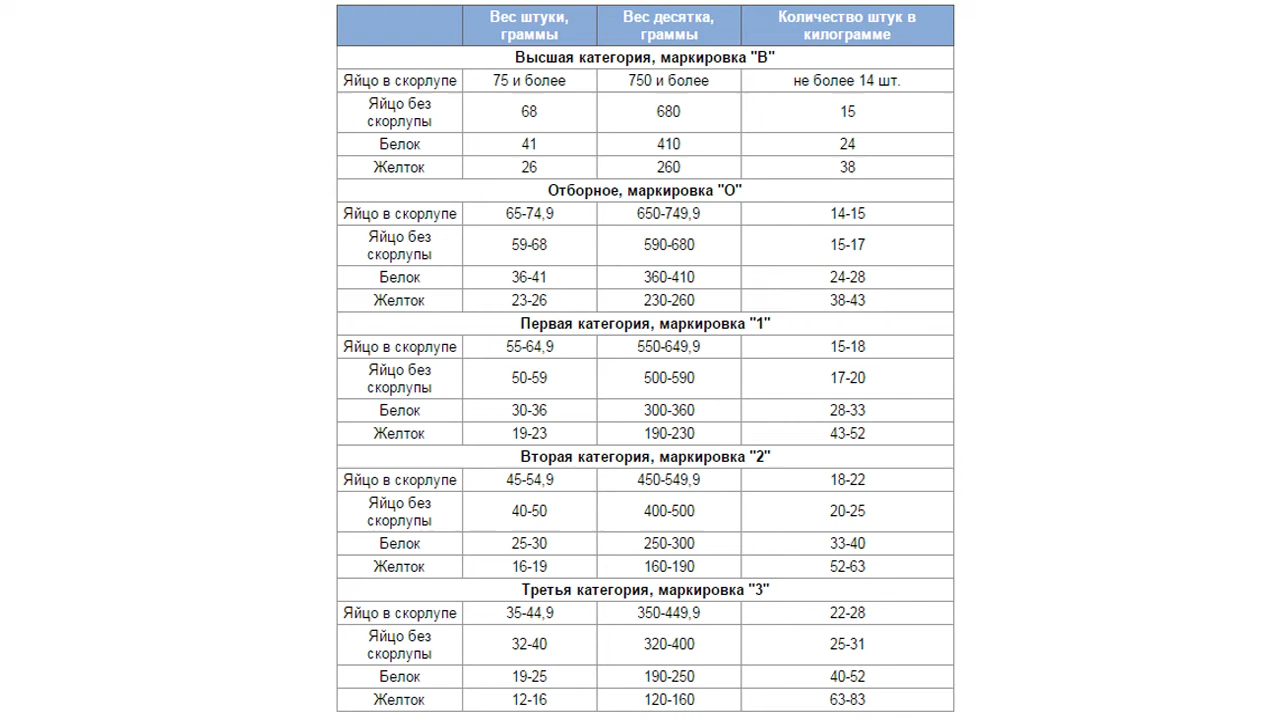 Вес штуки, граммы Вес десятка, граммы Количество штук в килограмме
Высшая категория, маркировка "В"
Яйцо в скорлупе 75 и более 750 и более не более 14 шт.
Яйцо без скорлупы 68 680 15
Белок 41 410 24
Желток 26 260 38
Отборное, маркировка "О"
Яйцо в скорлупе 65-74,9 650-749,9 14-15
Яйцо без скорлупы 59-68 590-680 15-17
Белок 36-41 360-410 24-28
Желток 23-26 230-260 38-43
Первая категория, маркировка "1"
Яйцо в скорлупе 55-64,9 550-649,9 15-18
Яйцо без скорлупы 50-59 500-590 17-20
Белок 30-36 300-360 28-33
Желток 19-23 190-230 43-52
Вторая категория, маркировка "2"
Яйцо в скорлупе 45-54,9 450-549,9 18-22
Яйцо без скорлупы 40-50 400-500 20-25
Белок 25-30 250-300 33-40
Желток 16-19 160-190 52-63
Третья категория, маркировка "3"
Яйцо в скорлупе 35-44,9 350-449,9 22-28
Яйцо без скорлупы 32-40 320-400 25-31
Белок 19-25 190-250 40-52
Желток 12-16 120-160 63-83